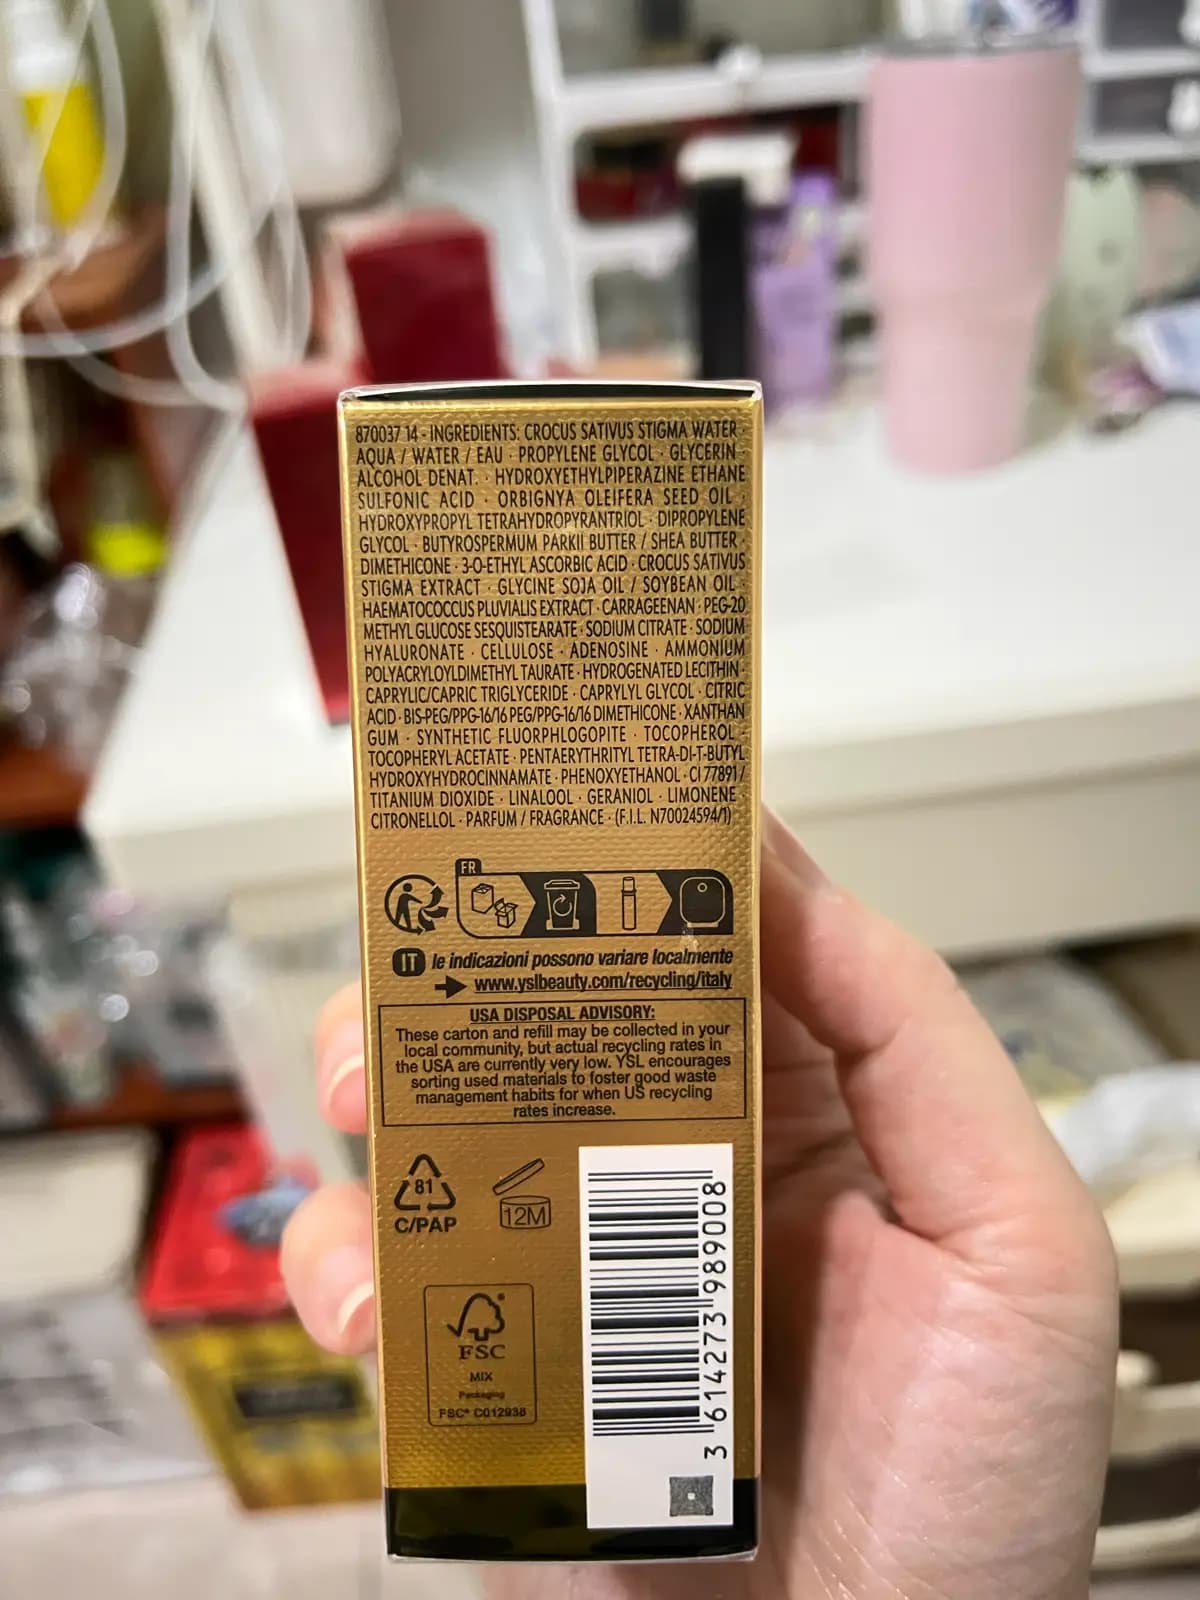 870037 14 - INGREDIENTS: CROCUS SATIVUS STIGMA WATER ·
AQUA / WATER / EAU · PROPYLENE GLYCOL · GLYCERIN ·
ALCOHOL DENAT. · HYDROXYETHYLPIPERAZINE ETHANE
SULFONIC ACID · ORBIGNYA OLEIFERA SEED OIL ·
HYDROXYPROPYL TETRAHYDROPYRANTRIOL · DIPROPYLENE
GLYCOL · BUTYROSPERMUM PARKII BUTTER / SHEA BUTTER ·
DIMETHICONE · 3-O-ETHYL ASCORBIC ACID · CROCUS SATIVUS
STIGMA EXTRACT · GLYCINE SOJA OIL / SOYBEAN OIL ·
HAEMATOCOCCUS PLUVIALIS EXTRACT · CARRAGEENAN · PEG-20
METHYL GLUCOSE SESQUISTEARATE · SODIUM CITRATE · SODIUM
HYALURONATE · CELLULOSE · ADENOSINE · AMMONIUM
POLYACRYLOYLDIMETHYL TAURATE · HYDROGENATED LECITHIN ·
CAPRYLIC/CAPRIC TRIGLYCERIDE · CAPRYLYL GLYCOL · CITRIC
ACID · BIS-PEG/PPG-16/16 PEG/PPG-16/16 DIMETHICONE · XANTHAN
GUM · SYNTHETIC FLUORPHLOGOPITE · TOCOPHEROL ·
TOCOPHERYL ACETATE · PENTAERYTHRITYL TETRA-DI-T-BUTYL
HYDROXYHYDROCINNAMATE · PHENOXYETHANOL · CI 77891 /
TITANIUM DIOXIDE · LINALOOL · GERANIOL · LIMONENE ·
CITRONELLOL · PARFUM / FRAGRANCE · (F.I.L. N70024594/1)
FR
IT le indicazioni possono variare localmente
www.yslbeauty.com/recycling/italy
USA DISPOSAL ADVISORY:
These carton and refill may be collected in your
local community, but actual recycling rates in
the USA are currently very low. YSL encourages
sorting used materials to foster good waste
management habits for when US recycling
rates increase.
81
C/PAP
12M
FSC
MIX
Packaging
FSC® C012938
3 614273 989008